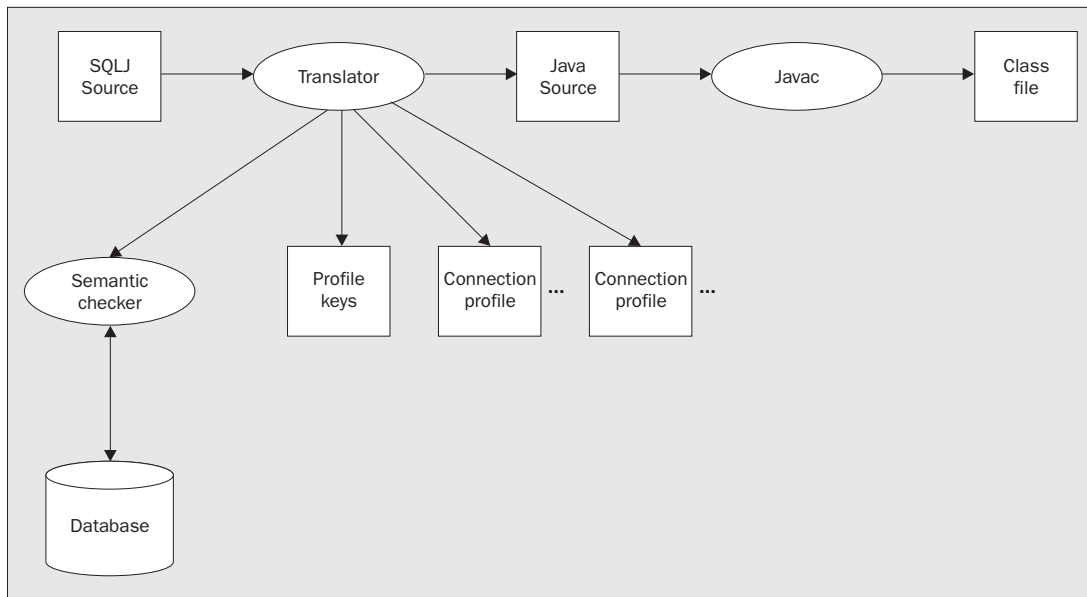 SQLJ
Source
Translator
Java
Source
Javac
Class
file
Semantic
checker
Profile
keys
Connection
profile
...
Connection
profile
...
Database